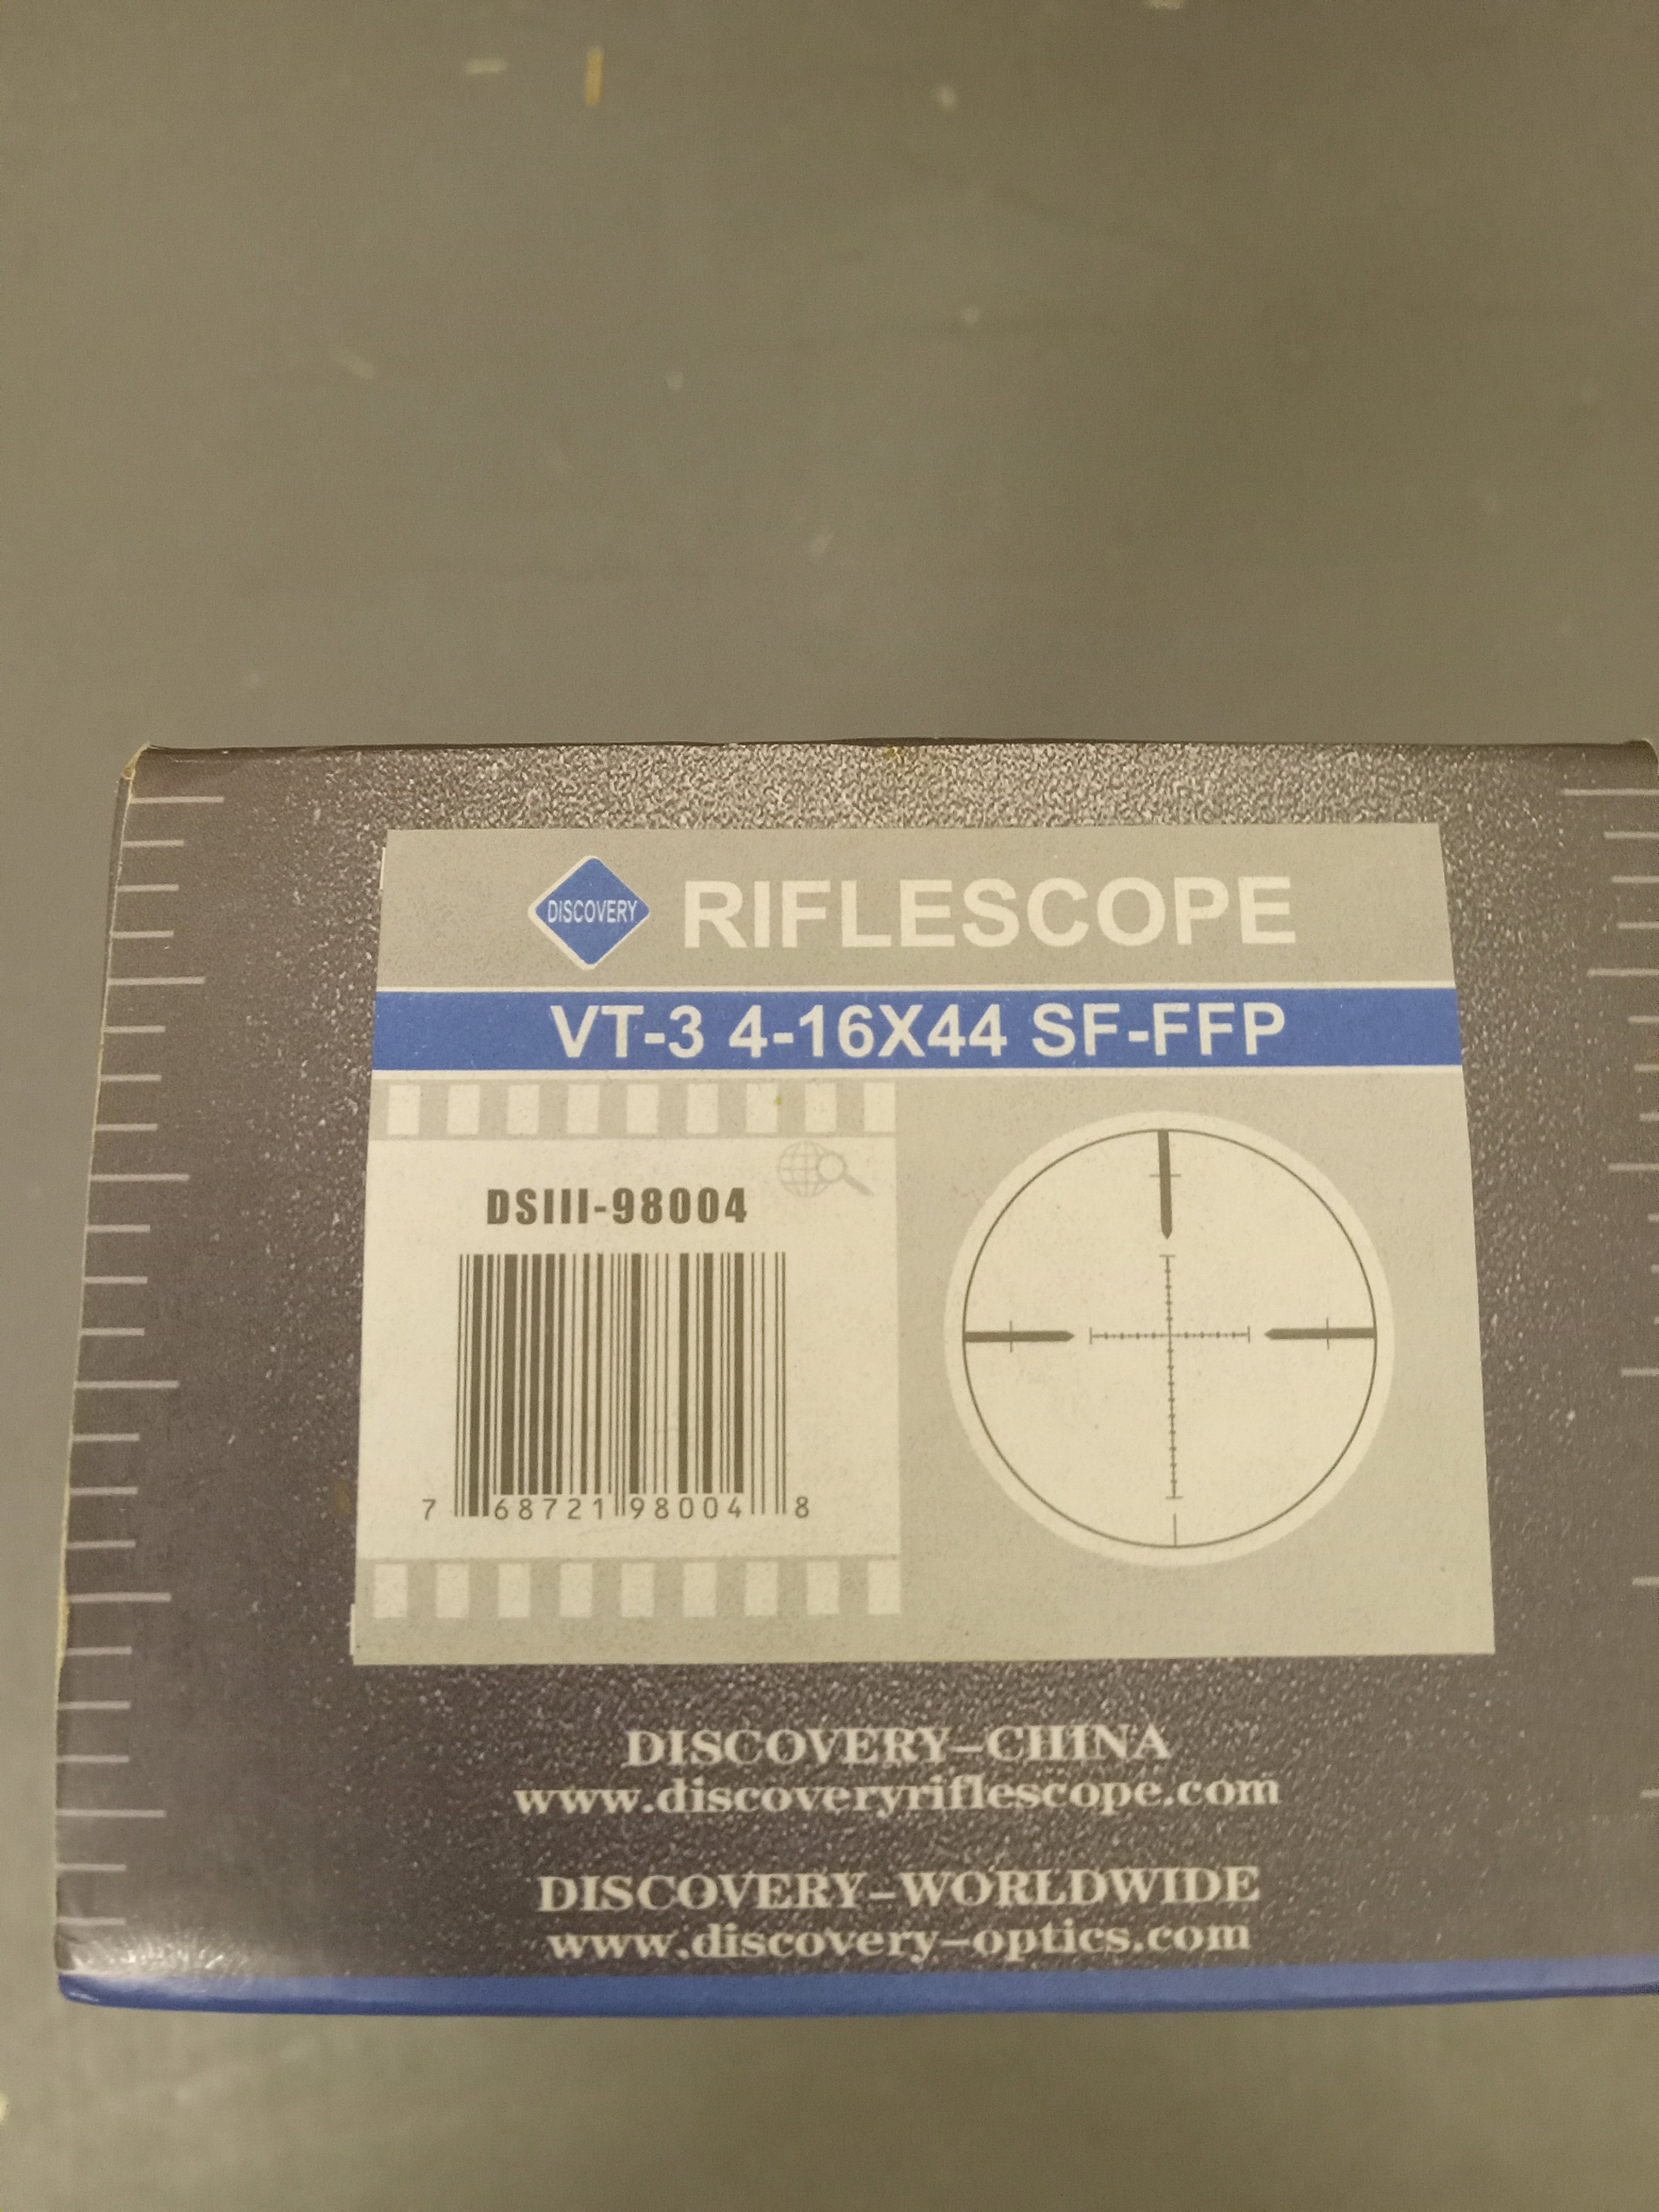 DISCOVERY RIFLESCOPE
VT-3 4-16X44 SF-FFP
DSIII-98004
7 68721 98004 8
DISCOVERY-CHINA
www.discoveryriflescope.com
DISCOVERY-WORLDWIDE
www.discovery-optics.com